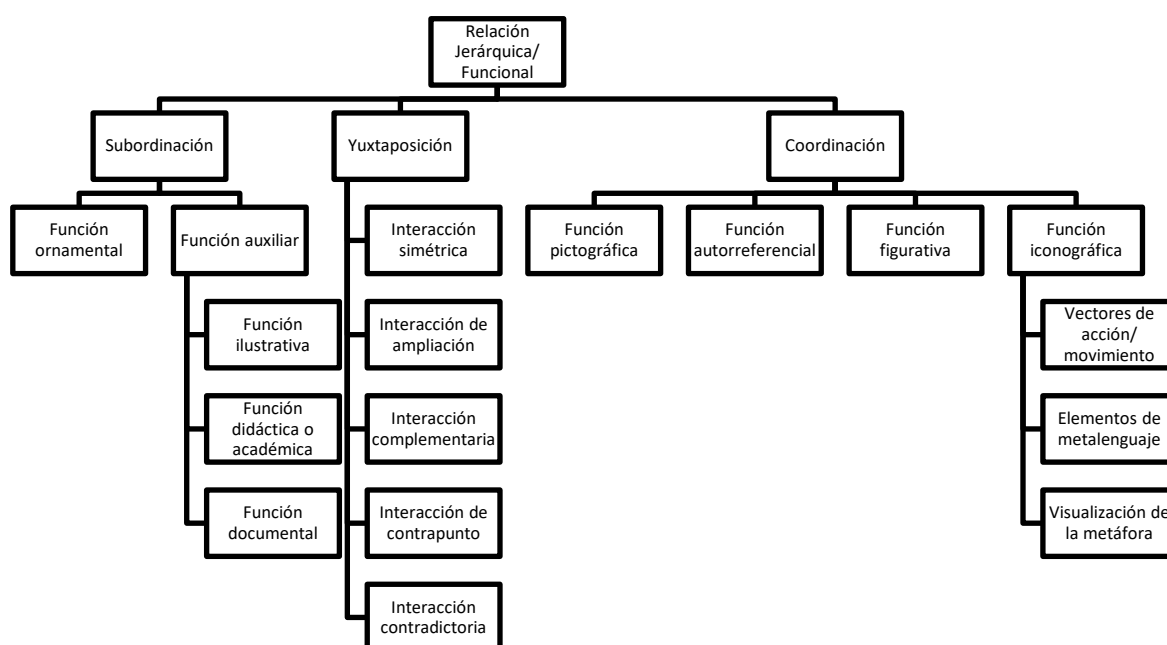 Relación
Jerárquica/
Funcional
Subordinación
Yuxtaposición
Coordinación
Función
ornamental
Función auxiliar
Interacción
simétrica
Función
pictográfica
Función
autorreferencial
Función
figurativa
Función
iconográfica
Función
ilustrativa
Interacción de
ampliación
Vectores de
acción/
movimiento
Función
didáctica o
académica
Interacción
complementaria
Elementos de
metalenguaje
Función
documental
Interacción de
contrapunto
Visualización de
la metáfora
Interacción
contradictoria